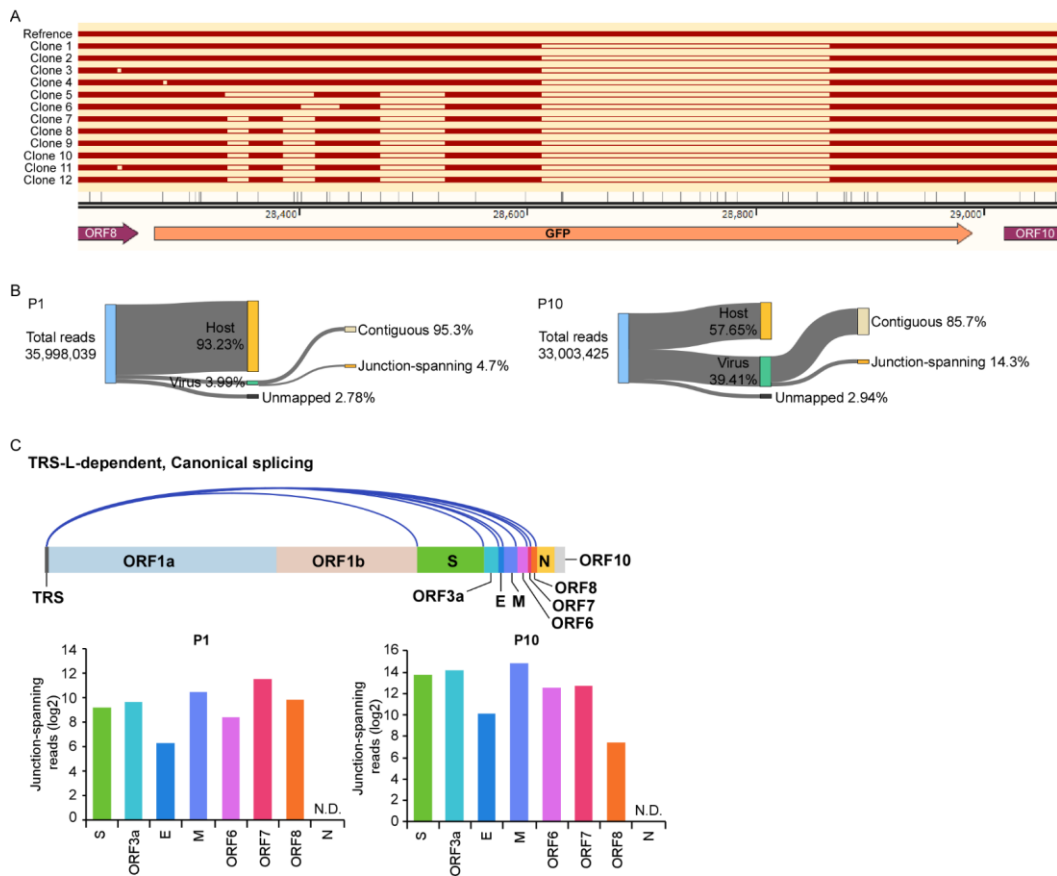 A
Refrence
Clone 1
Clone 2
Clone 3
Clone 4
Clone 5
Clone 6
Clone 7
Clone 8
Clone 9
Clone 10
Clone 11
Clone 12
28,400
28,600
28,800
29,000
ORF8
GFP
ORF10
B
P1
Total reads
35,998,039
Host
93.23%
Virus 3.99%
Unmapped 2.78%
Contiguous 95.3%
Junction-spanning 4.7%
P10
Total reads
33,003,425
Host
57.65%
Virus
39.41%
Unmapped 2.94%
Contiguous 85.7%
Junction-spanning 14.3%
C
TRS-L-dependent, Canonical splicing
ORF1a
ORF1b
S
N
ORF10
TRS
ORF3a
E
M
ORF8
ORF7
ORF6
P1
Junction-spanning
reads (log2)
14
12
10
8
6
4
2
0
N.D.
S
ORF3a
E
M
ORF6
ORF7
ORF8
N
P10
Junction-spanning
reads (log2)
16
14
12
10
8
6
4
2
0
N.D.
S
ORF3a
E
M
ORF6
ORF7
ORF8
N